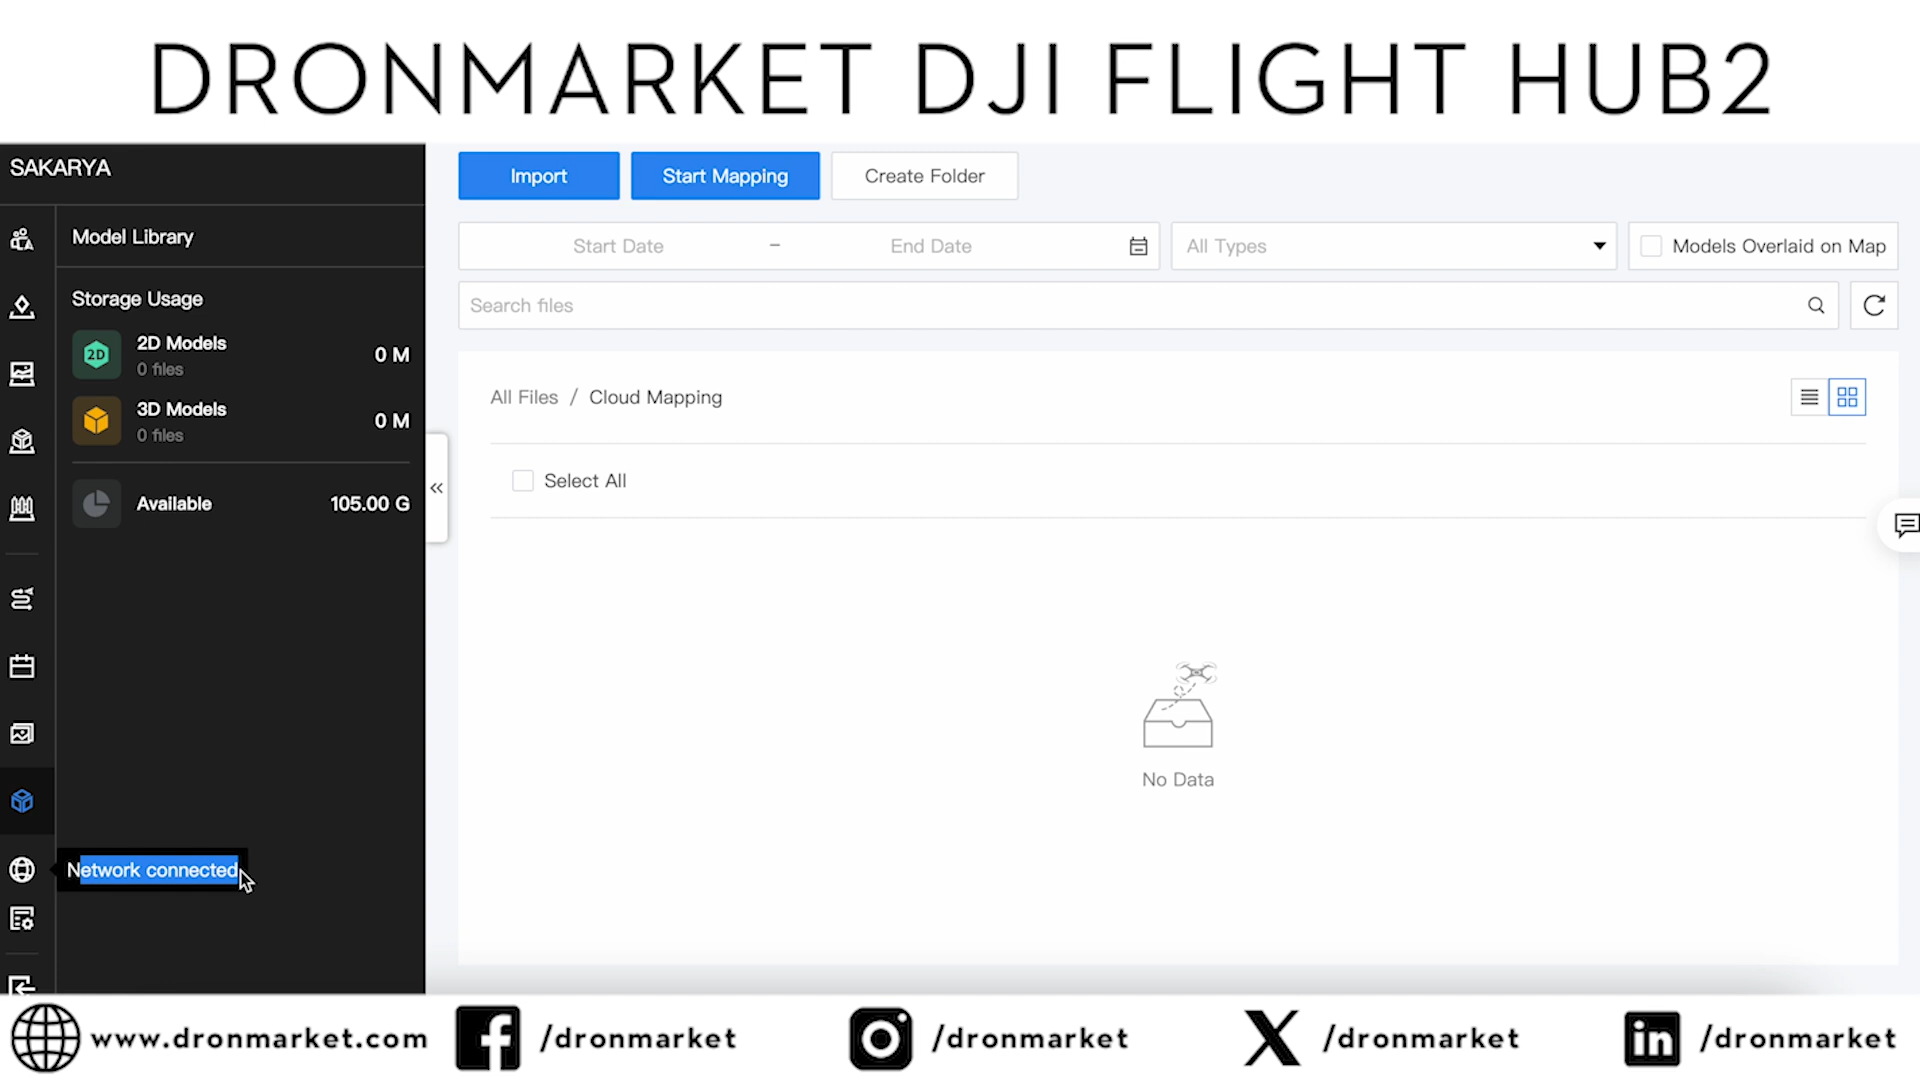 DRONMARKET DJI FLIGHT HUB2
SAKARYA
Import
Start Mapping
Create Folder
Model Library
Start Date – End Date
All Types
Models Overlaid on Map
Search files
Storage Usage
2D
2D Models
0 files
0 M
3D Models
0 files
0 M
Available
105.00 G
All Files / Cloud Mapping
Select All
No Data
Network connected
www.dronmarket.com
/dronmarket
/dronmarket
/dronmarket
in /dronmarket